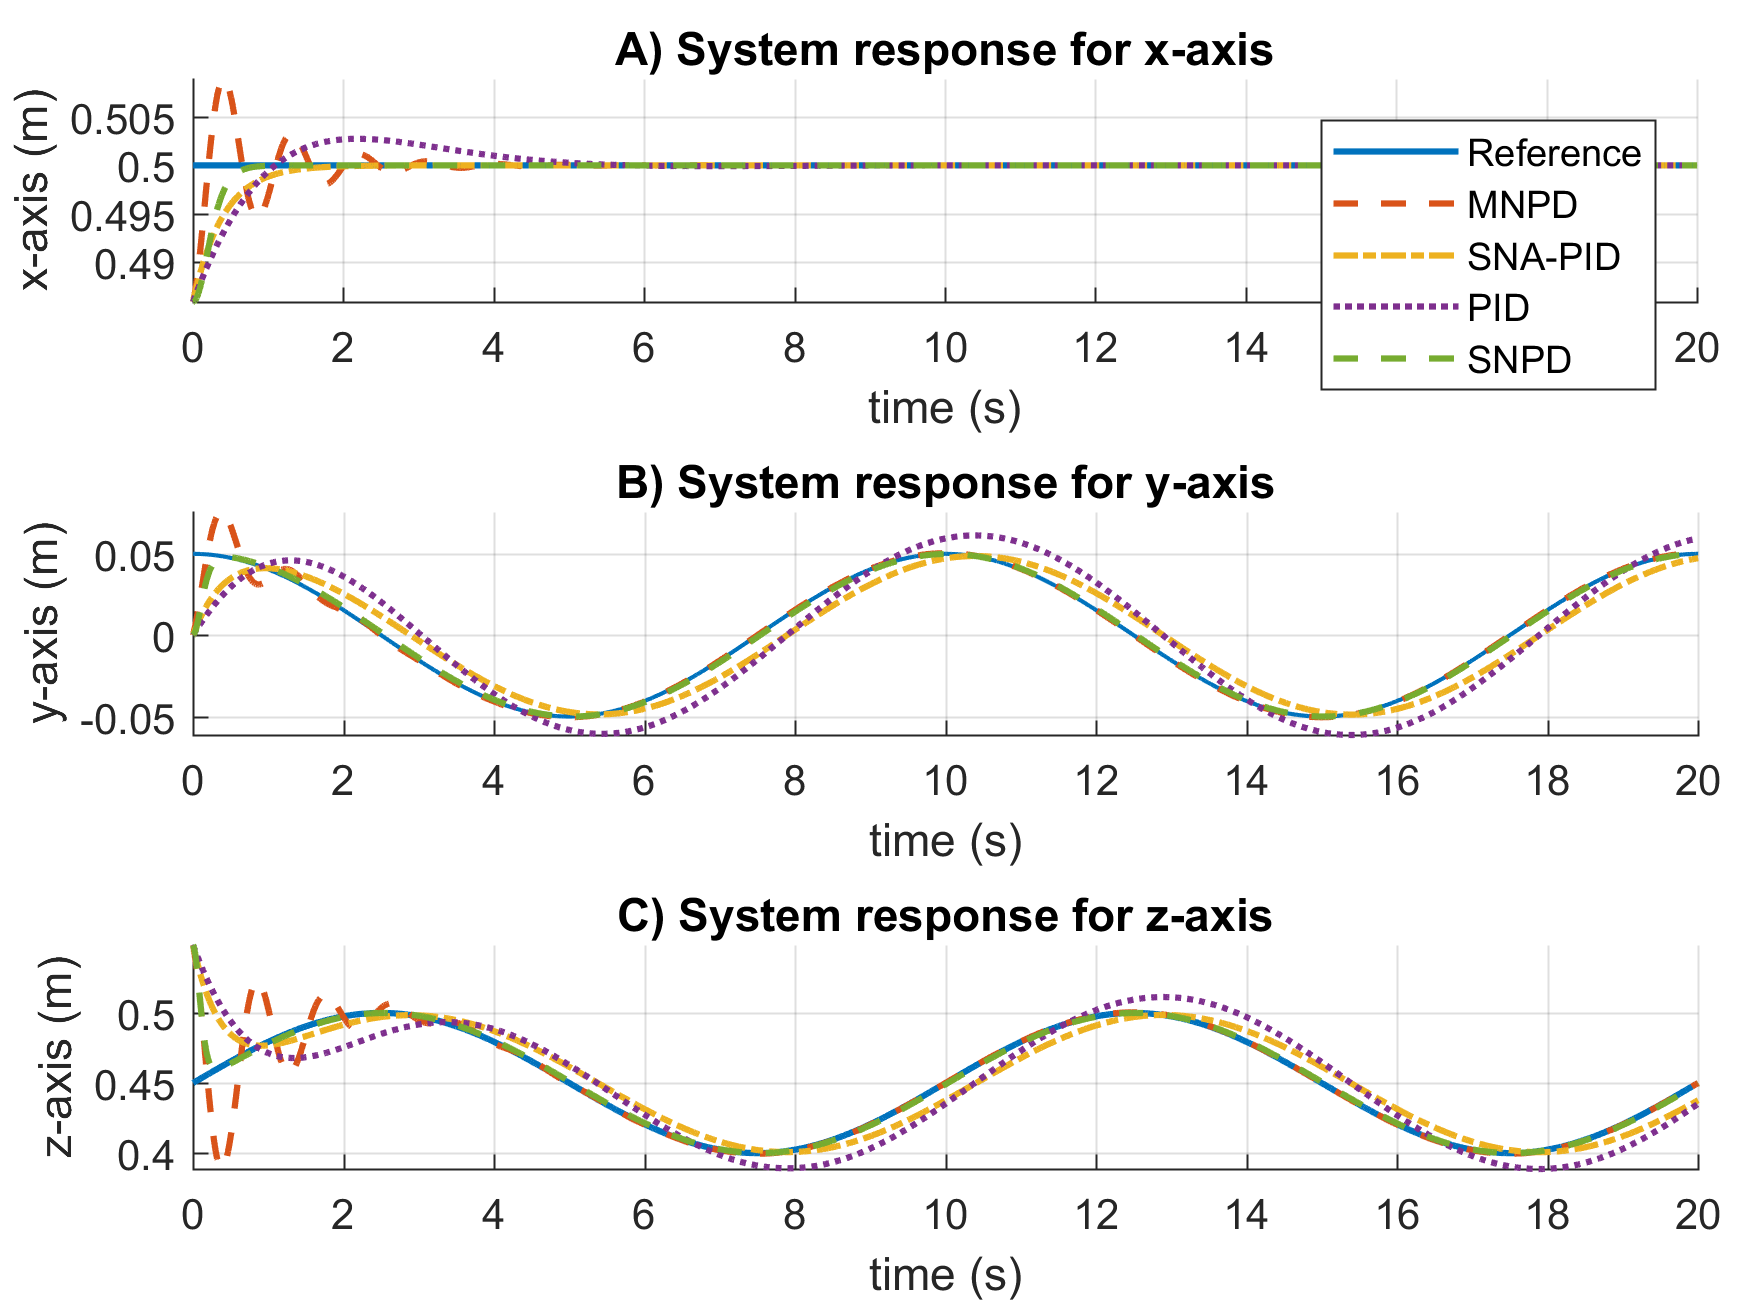 A) System response for x-axis
x-axis (m)
0.505
0.5
0.495
0.49
Reference
MNPD
SNA-PID
PID
SNPD
0 2 4 6 8 10 12 14 20
time (s)
B) System response for y-axis
y-axis (m)
0.05
0
-0.05
0 2 4 6 8 10 12 14 16 18 20
time (s)
C) System response for z-axis
z-axis (m)
0.5
0.45
0.4
0 2 4 6 8 10 12 14 16 18 20
time (s)